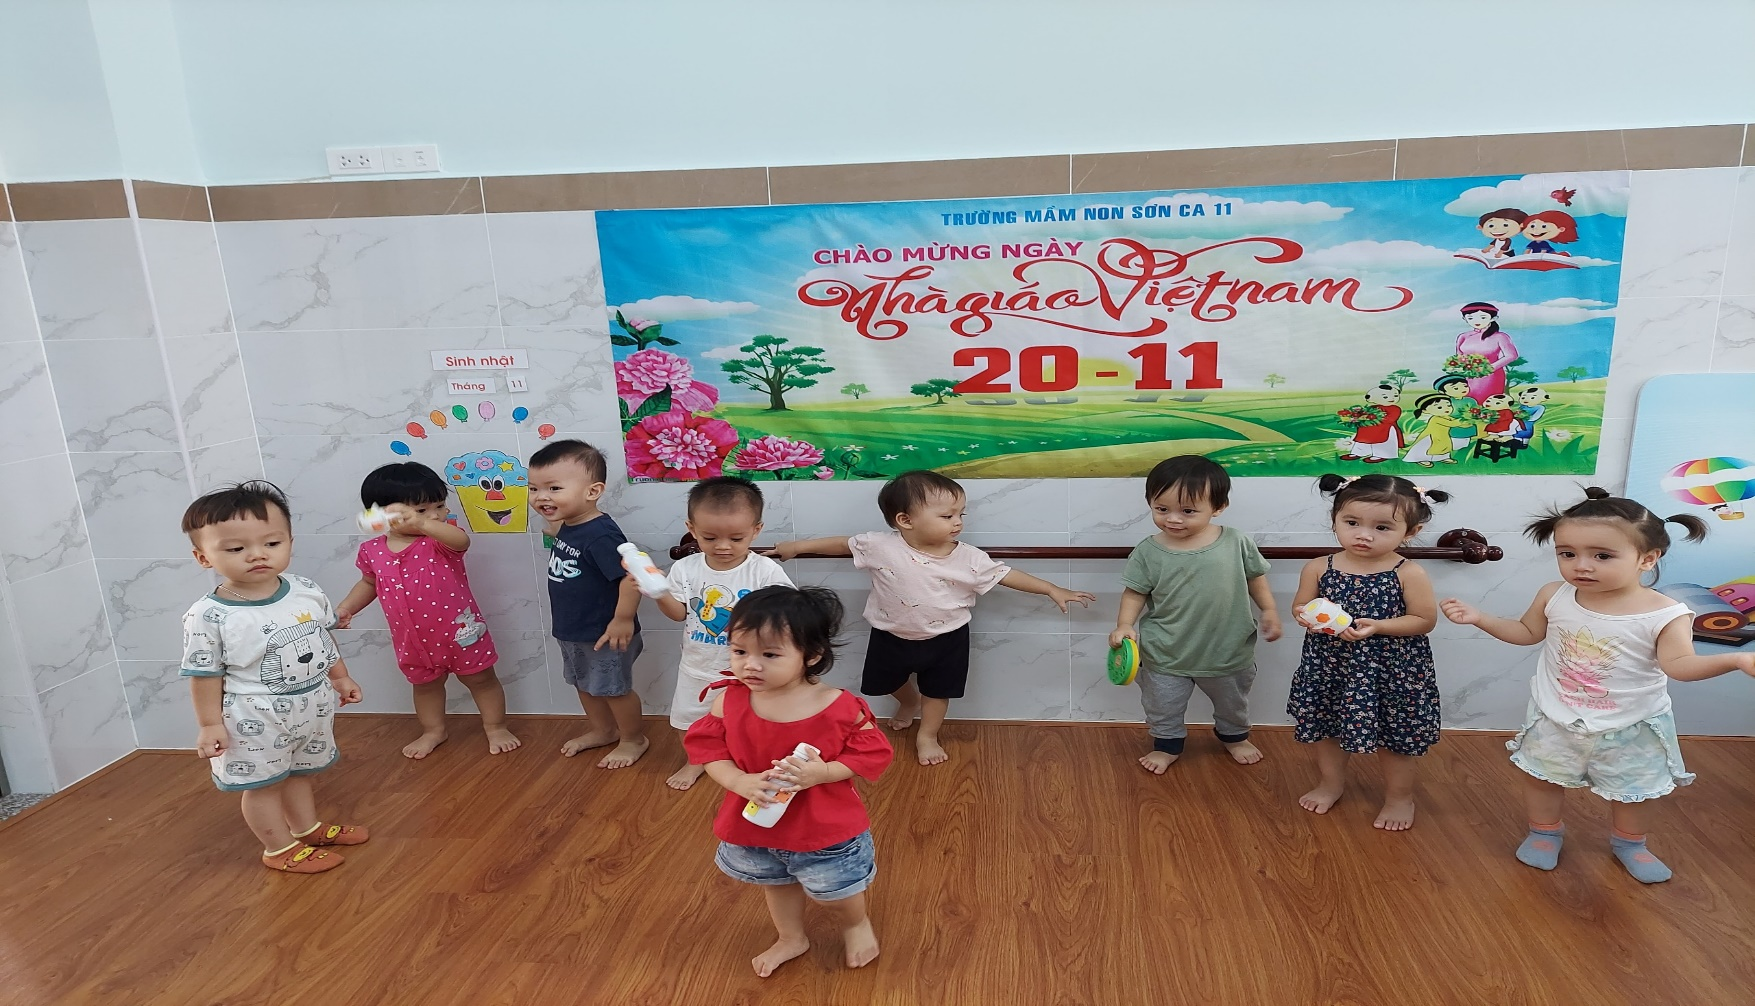 TRƯỜNG MẦM NON SƠN CA 11
CHÀO MỪNG NGÀY
Nhà giáo Việt nam
20-11
Sinh nhật
Tháng 11